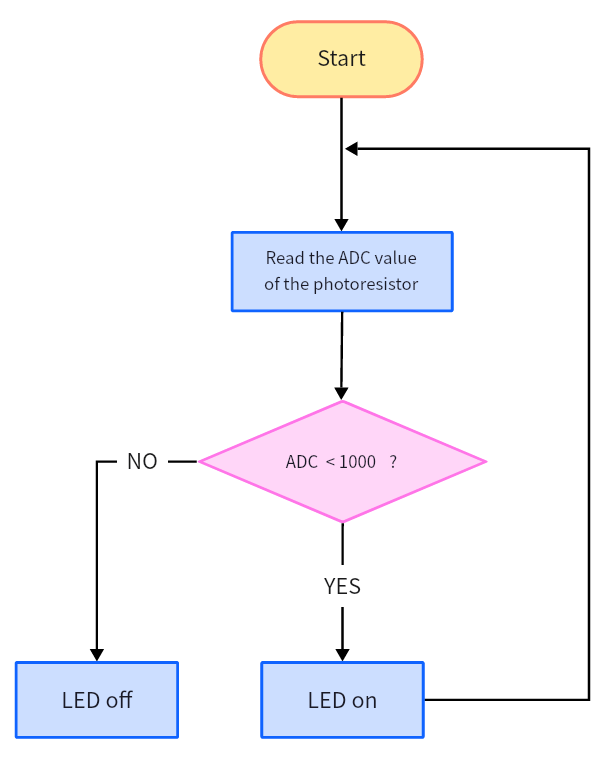 Start
Read the ADC value
of the photoresistor
ADC < 1000 ?
NO
YES
LED off
LED on